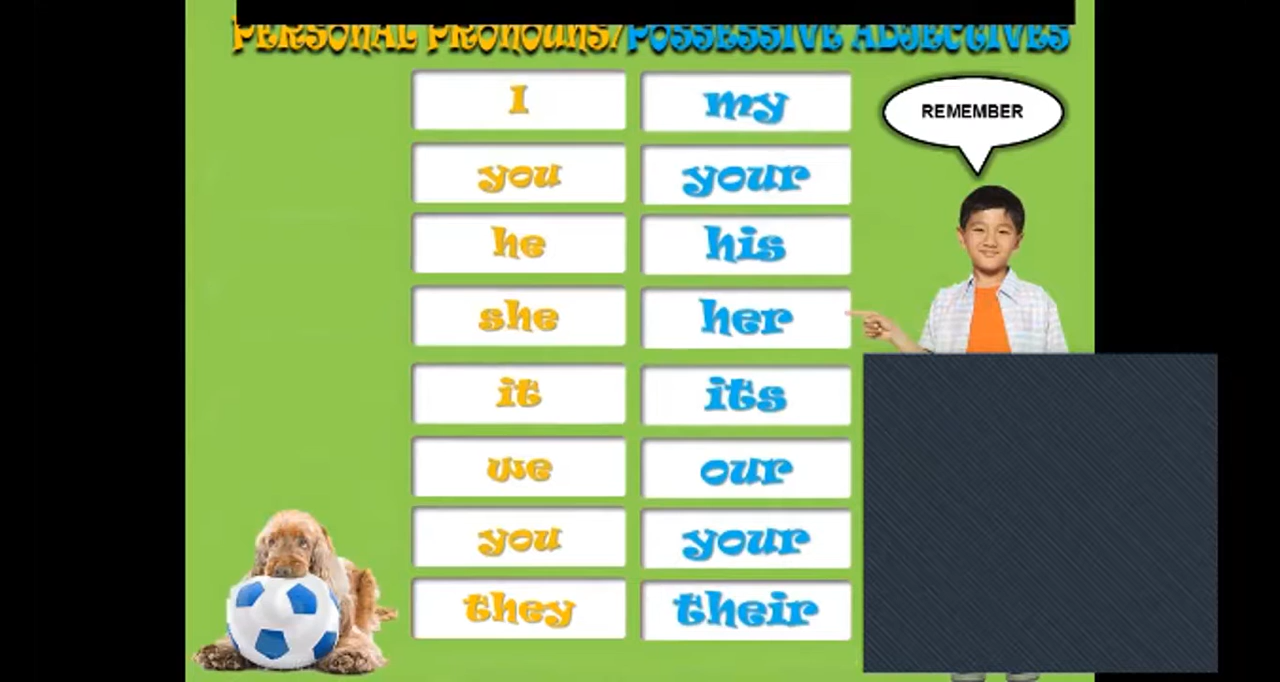 PERSONAL PRONOUNS/POSSESSIVE ADJECTIVES
I my
REMEMBER
you your
he his
she her
it its
we our
you your
they their